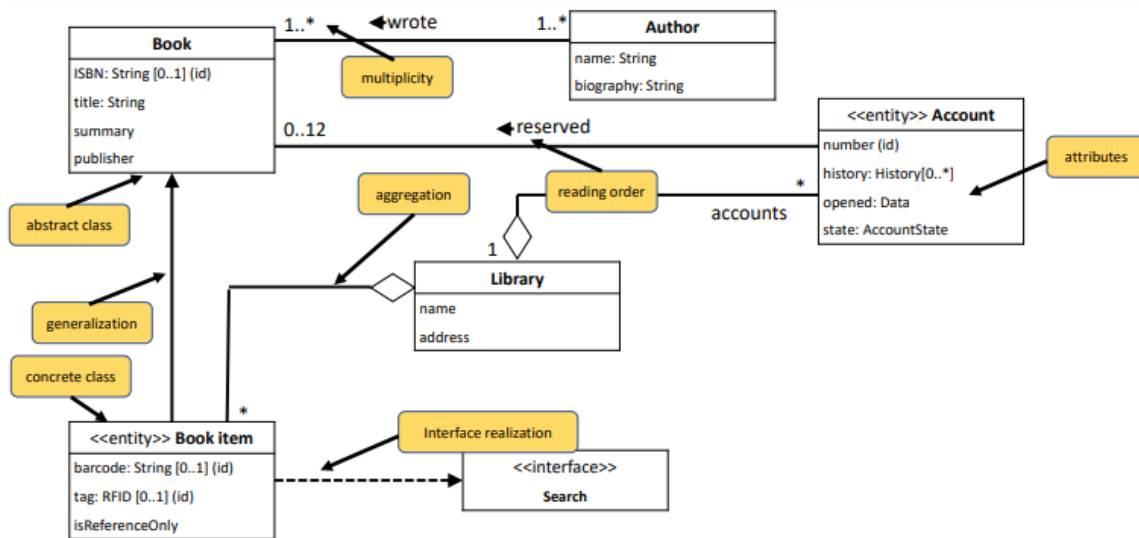 1..*
◄wrote
1..*
Book
Author
ISBN: String [0..1] (id)
title: String
summary
publisher
multiplicity
name: String
biography: String
0..12
◄reserved
<<entity>> Account
number (id)
history: History[0..*]
opened: Data
state: AccountState
attributes
abstract class
aggregation
reading order
*
accounts
1
Library
name
address
generalization
concrete class
*
<<entity>> Book item
barcode: String [0..1] (id)
tag: RFID [0..1] (id)
isReferenceOnly
Interface realization
<<interface>>
Search